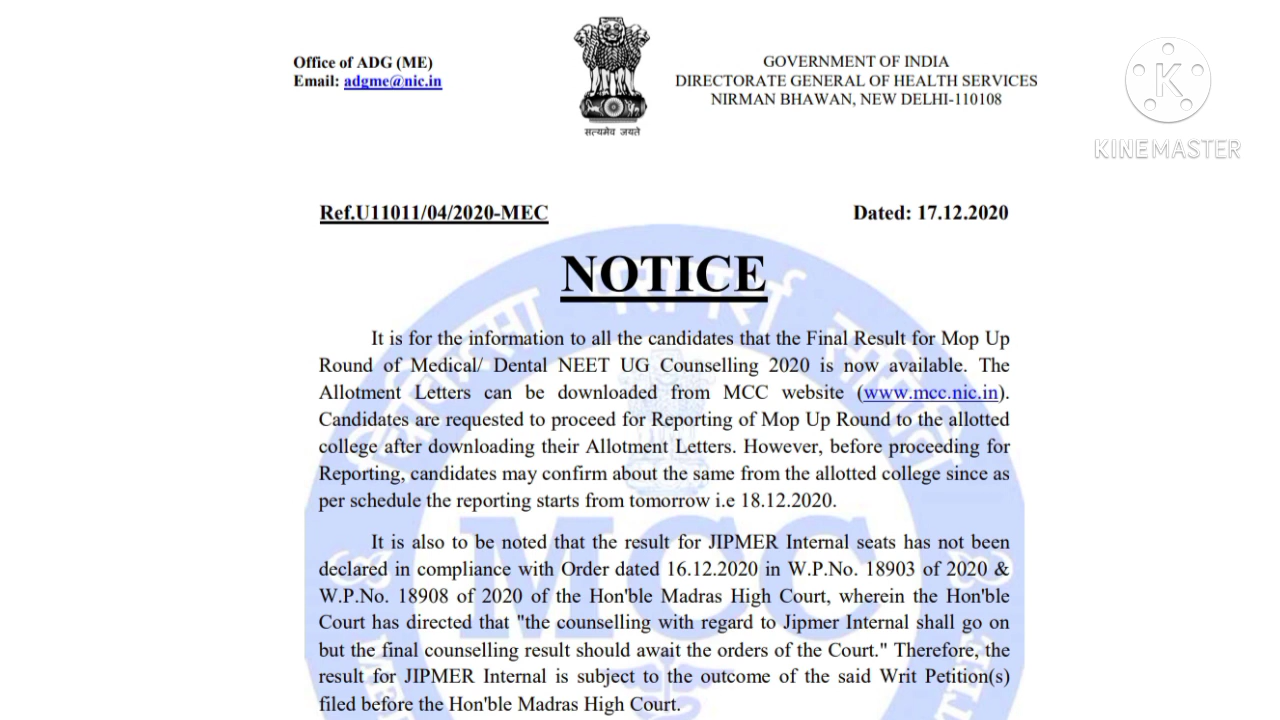 Office of ADG (ME)
Email: adgme@nic.in
सत्यमेव जयते
GOVERNMENT OF INDIA
DIRECTORATE GENERAL OF HEALTH SERVICES
NIRMAN BHAWAN, NEW DELHI-110108
K
KINEMASTER
Ref.U11011/04/2020-MEC
Dated: 17.12.2020
NOTICE
It is for the information to all the candidates that the Final Result for Mop Up
Round of Medical/ Dental NEET UG Counselling 2020 is now available. The
Allotment Letters can be downloaded from MCC website (www.mcc.nic.in).
Candidates are requested to proceed for Reporting of Mop Up Round to the allotted
college after downloading their Allotment Letters. However, before proceeding for
Reporting, candidates may confirm about the same from the allotted college since as
per schedule the reporting starts from tomorrow i.e 18.12.2020.
It is also to be noted that the result for JIPMER Internal seats has not been
declared in compliance with Order dated 16.12.2020 in W.P.No. 18903 of 2020 &
W.P.No. 18908 of 2020 of the Hon'ble Madras High Court, wherein the Hon'ble
Court has directed that "the counselling with regard to Jipmer Internal shall go on
but the final counselling result should await the orders of the Court." Therefore, the
result for JIPMER Internal is subject to the outcome of the said Writ Petition(s)
filed before the Hon'ble Madras High Court.
चिकित्सा परामर्श समिति
MCC